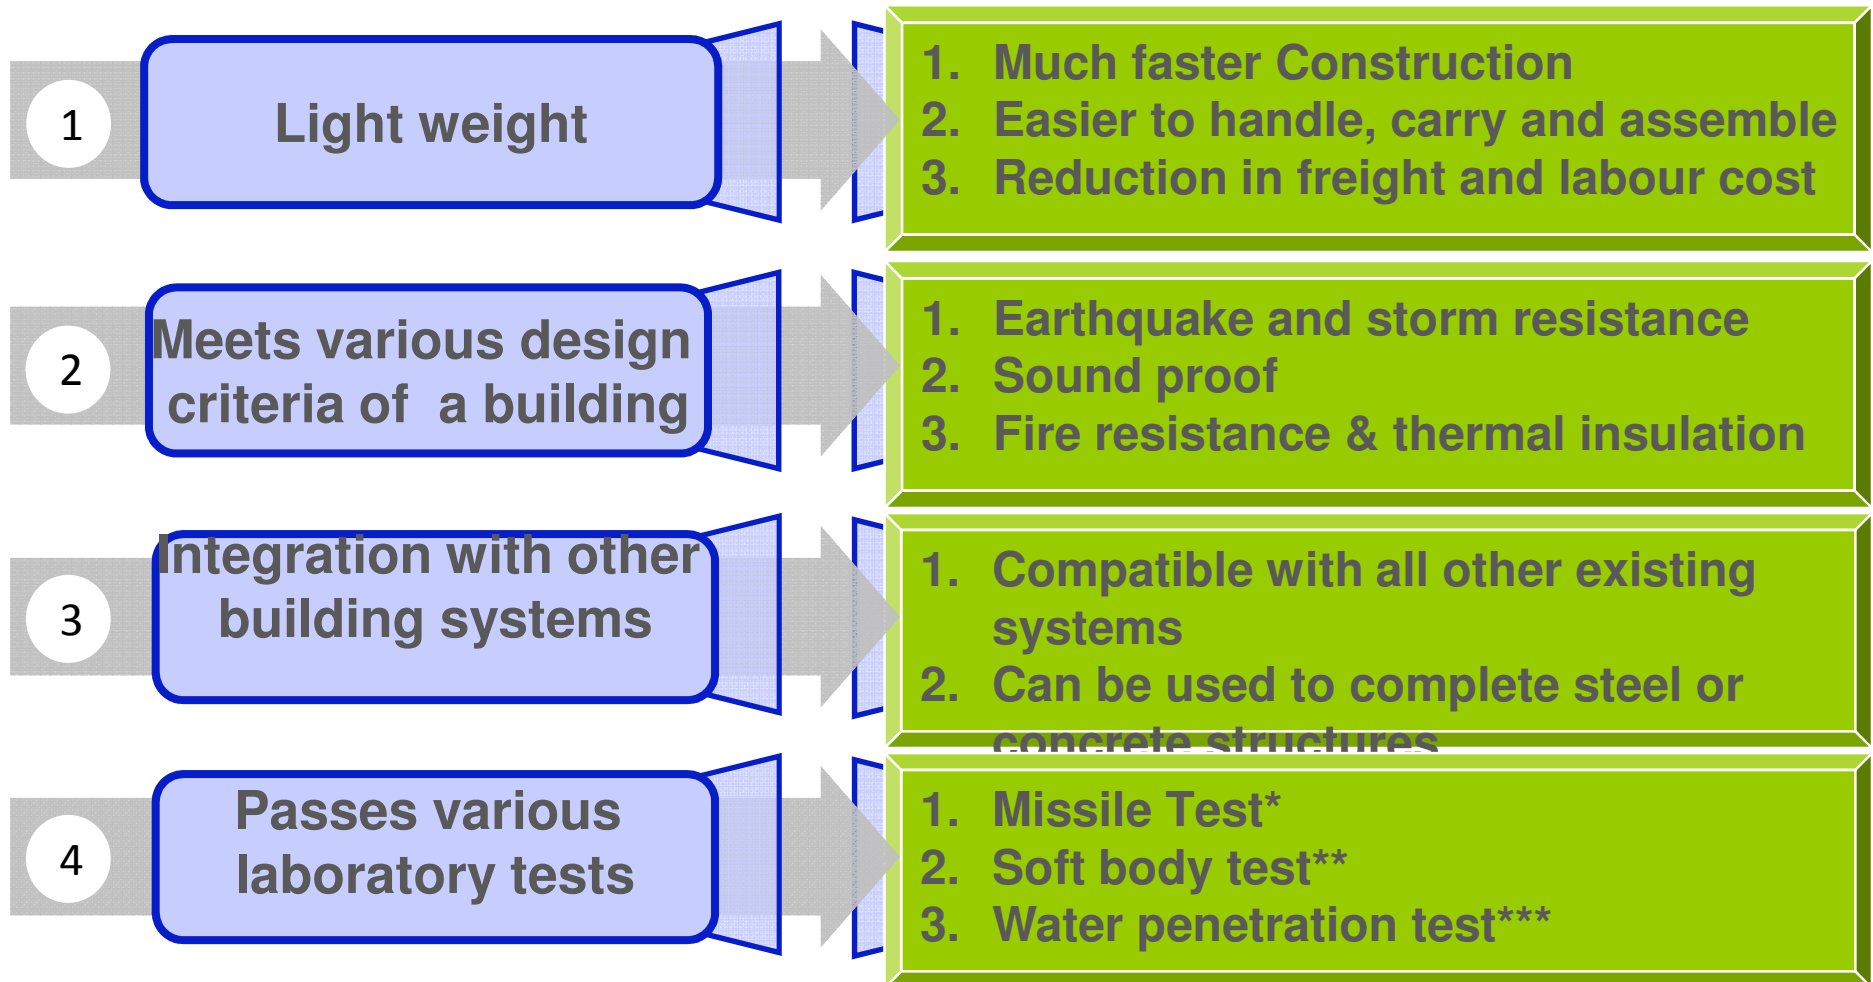 1
Light weight
1. Much faster Construction
2. Easier to handle, carry and assemble
3. Reduction in freight and labour cost
2
Meets various design
criteria of a building
1. Earthquake and storm resistance
2. Sound proof
3. Fire resistance & thermal insulation
3
Integration with other
building systems
1. Compatible with all other existing
systems
2. Can be used to complete steel or
concrete structures
4
Passes various
laboratory tests
1. Missile Test*
2. Soft body test**
3. Water penetration test***